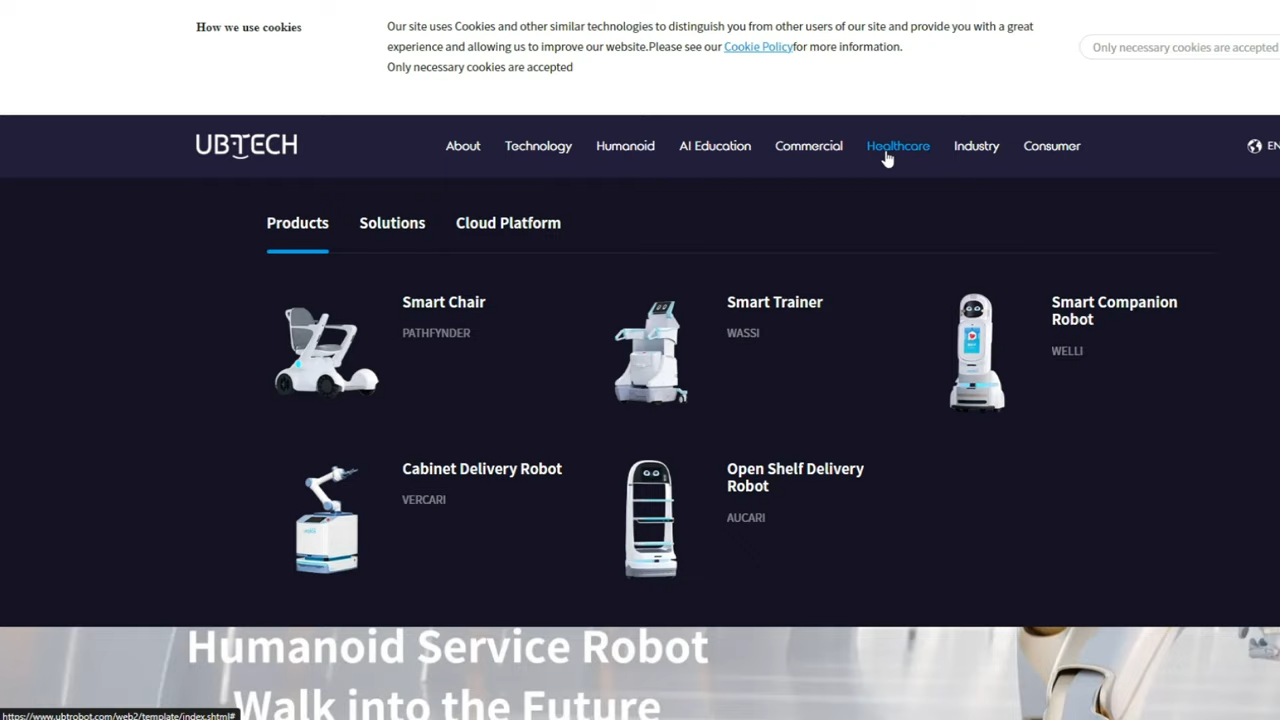 How we use cookies
Our site uses Cookies and other similar technologies to distinguish you from other users of our site and provide you with a great
experience and allowing us to improve our website.Please see our Cookie Policyfor more information.
Only necessary cookies are accepted
Only necessary cookies are accepted
UBTECH
About Technology Humanoid AI Education Commercial Healthcare Industry Consumer
EN
Products Solutions Cloud Platform
Smart Chair
PATHFYNDER
Smart Trainer
WASSI
Smart Companion
Robot
WELLI
Cabinet Delivery Robot
VERCARI
Open Shelf Delivery
Robot
AUCARI
Humanoid Service Robot
Walk into the Future
https://www.ubtrobot.com/web2/template/index.shtml#